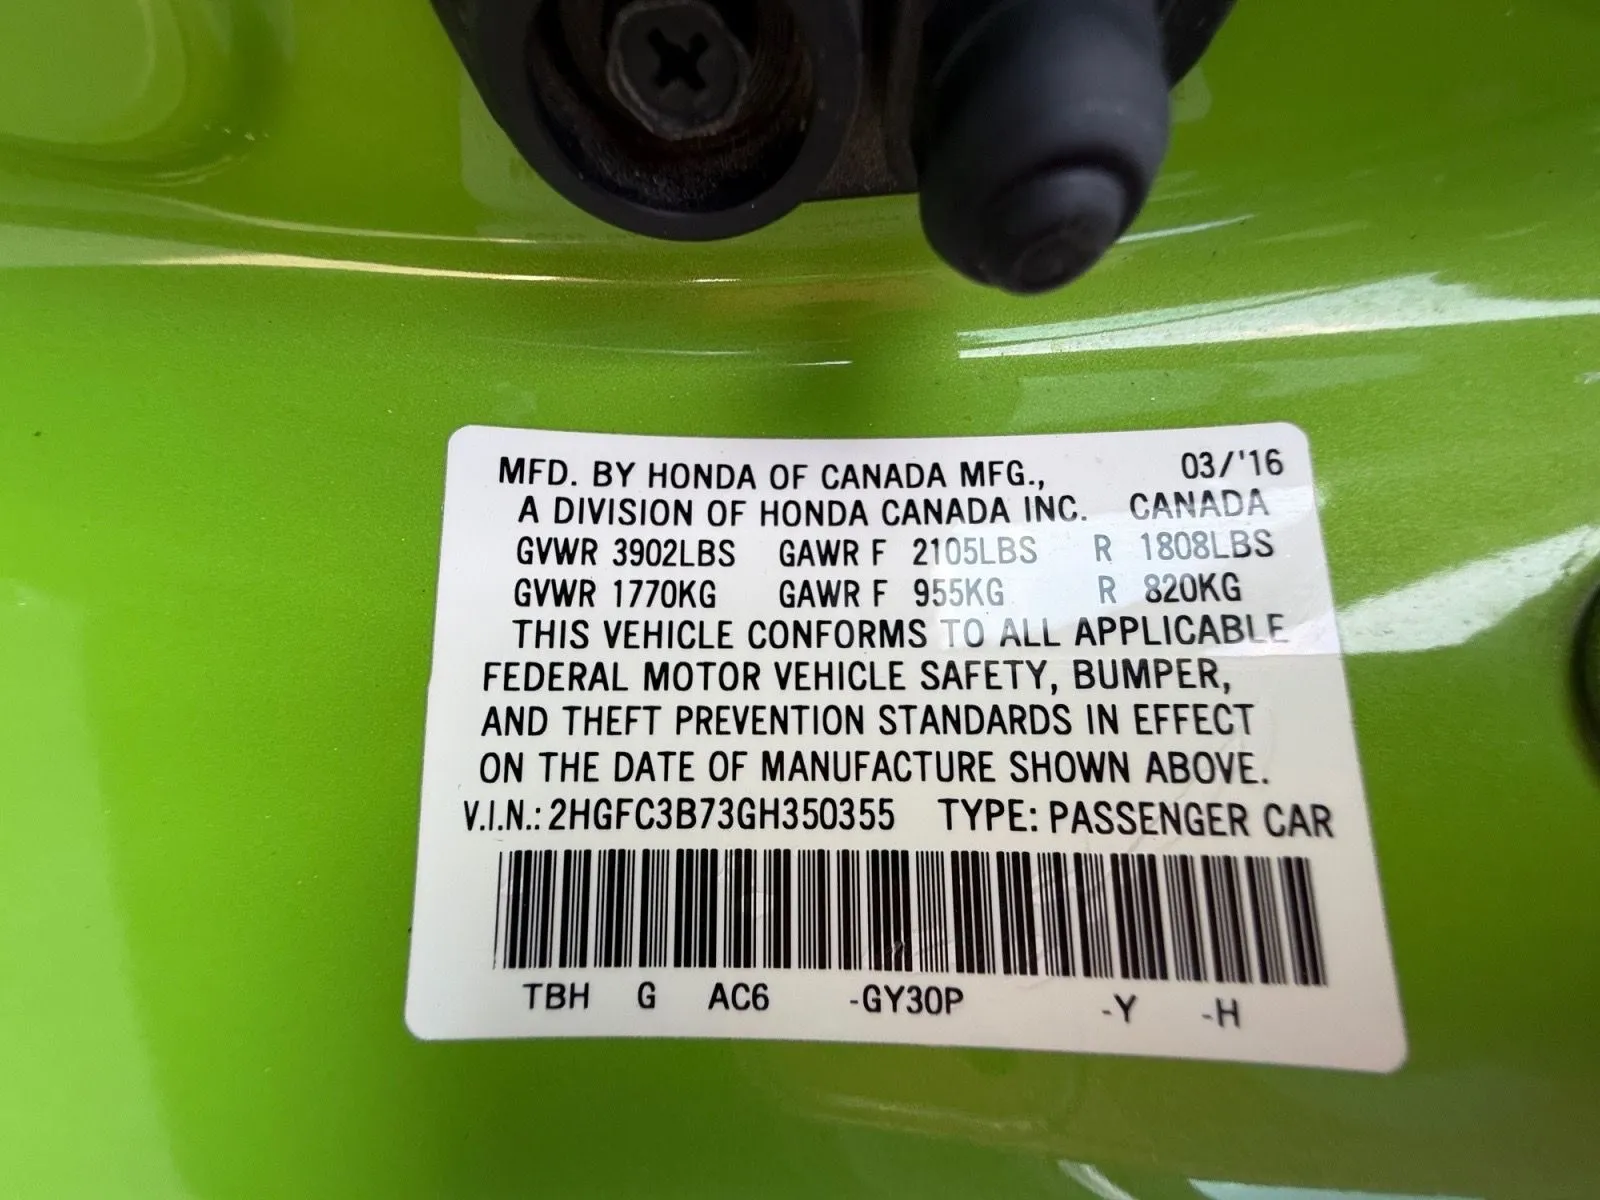 MFD. BY HONDA OF CANADA MFG., 03/'16
A DIVISION OF HONDA CANADA INC. CANADA
GVWR 3902LBS GAWR F 2105LBS R 1808LBS
GVWR 1770KG GAWR F 955KG R 820KG
THIS VEHICLE CONFORMS TO ALL APPLICABLE
FEDERAL MOTOR VEHICLE SAFETY, BUMPER,
AND THEFT PREVENTION STANDARDS IN EFFECT
ON THE DATE OF MANUFACTURE SHOWN ABOVE.
V.I.N.: 2HGFC3B73GH350355 TYPE: PASSENGER CAR
TBH G AC6 -GY30P -Y -H